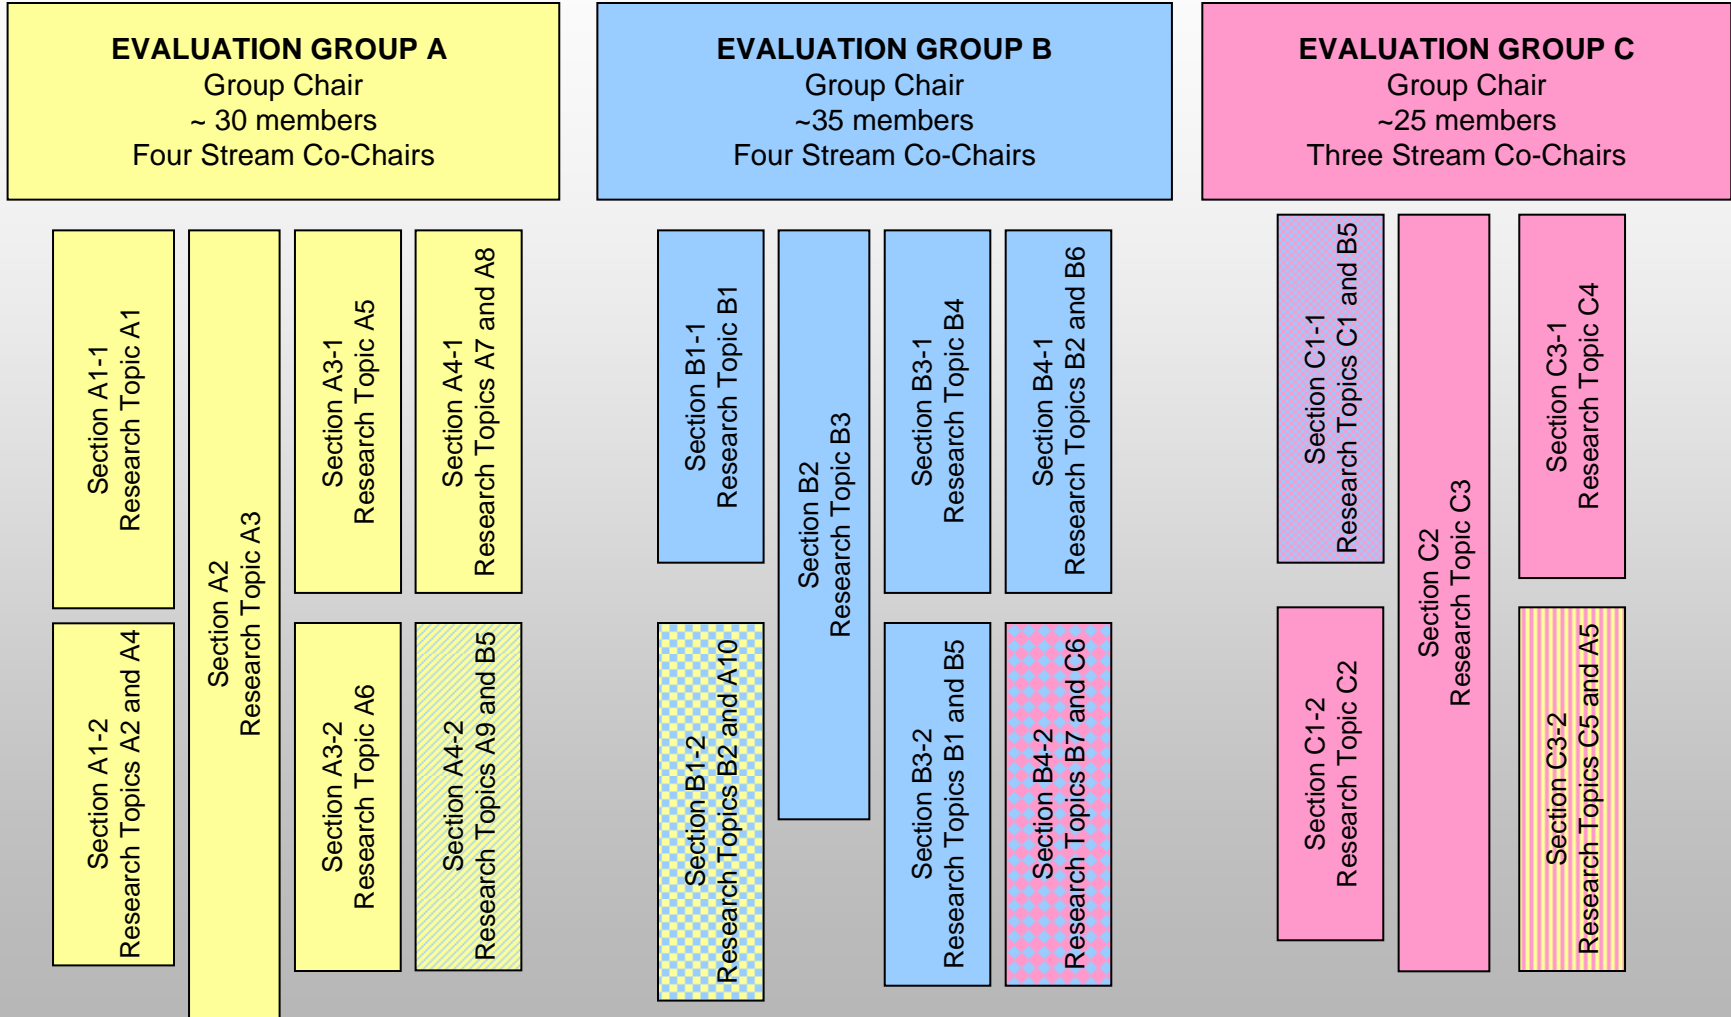 EVALUATION GROUP A
Group Chair
~ 30 members
Four Stream Co-Chairs
EVALUATION GROUP B
Group Chair
~35 members
Four Stream Co-Chairs
EVALUATION GROUP C
Group Chair
~25 members
Three Stream Co-Chairs
Section A1-1
Research Topic A1
Section A1-2
Research Topics A2 and A4
Section A2
Research Topic A3
Section A3-1
Research Topic A5
Section A3-2
Research Topic A6
Section A4-1
Research Topics A7 and A8
Section A4-2
Research Topics A9 and B5
Section B1-1
Research Topic B1
Section B1-2
Research Topics B2 and A10
Section B2
Research Topic B3
Section B3-1
Research Topic B4
Section B3-2
Research Topics B1 and B5
Section B4-1
Research Topics B2 and B6
Section B4-2
Research Topics B7 and C6
Section C1-1
Research Topics C1 and B5
Section C1-2
Research Topic C2
Section C2
Research Topic C3
Section C3-1
Research Topic C4
Section C3-2
Research Topics C5 and A5